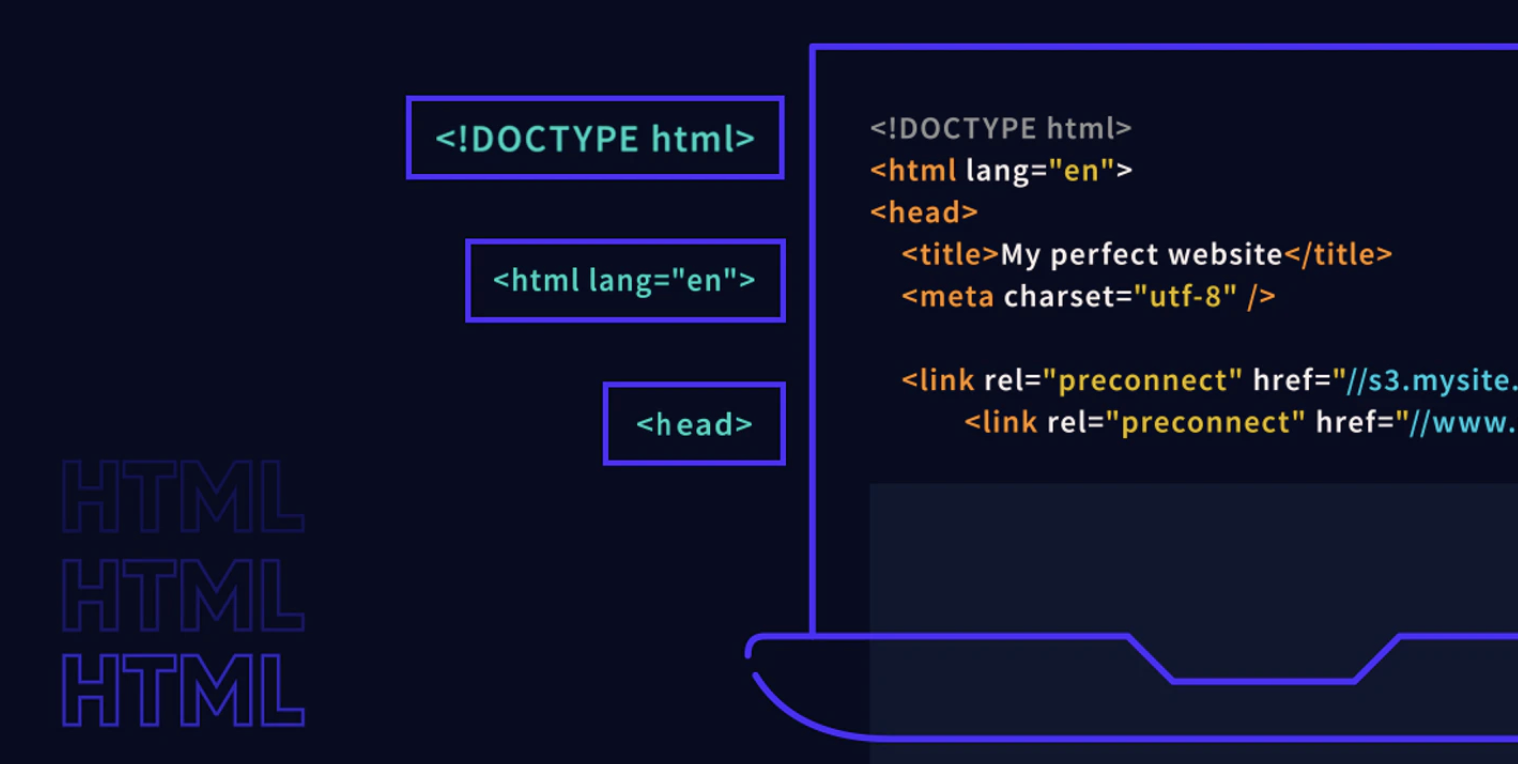 <!DOCTYPE html>
<html lang="en">
<head>
HTML
HTML
HTML
<!DOCTYPE html>
<html lang="en">
<head>
<title>My perfect website</title>
<meta charset="utf-8" />
<link rel="preconnect" href="//s3.mysite.
<link rel="preconnect" href="//www.